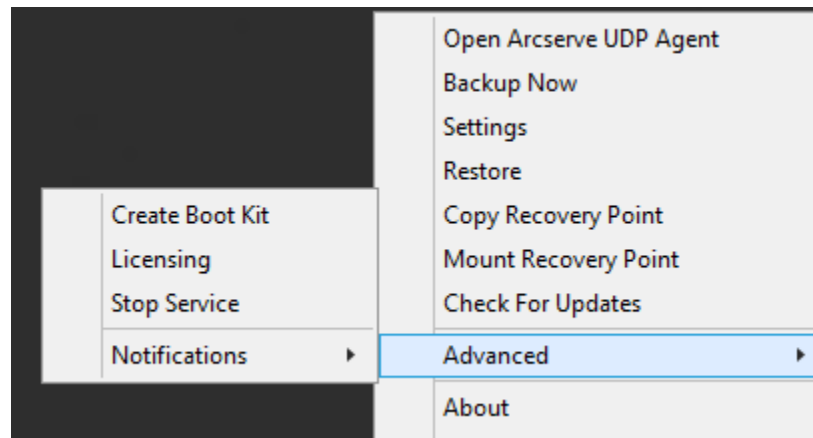 Open Arcserve UDP Agent
Backup Now
Settings
Restore
Copy Recovery Point
Mount Recovery Point
Check For Updates
Advanced
About
Create Boot Kit
Licensing
Stop Service
Notifications